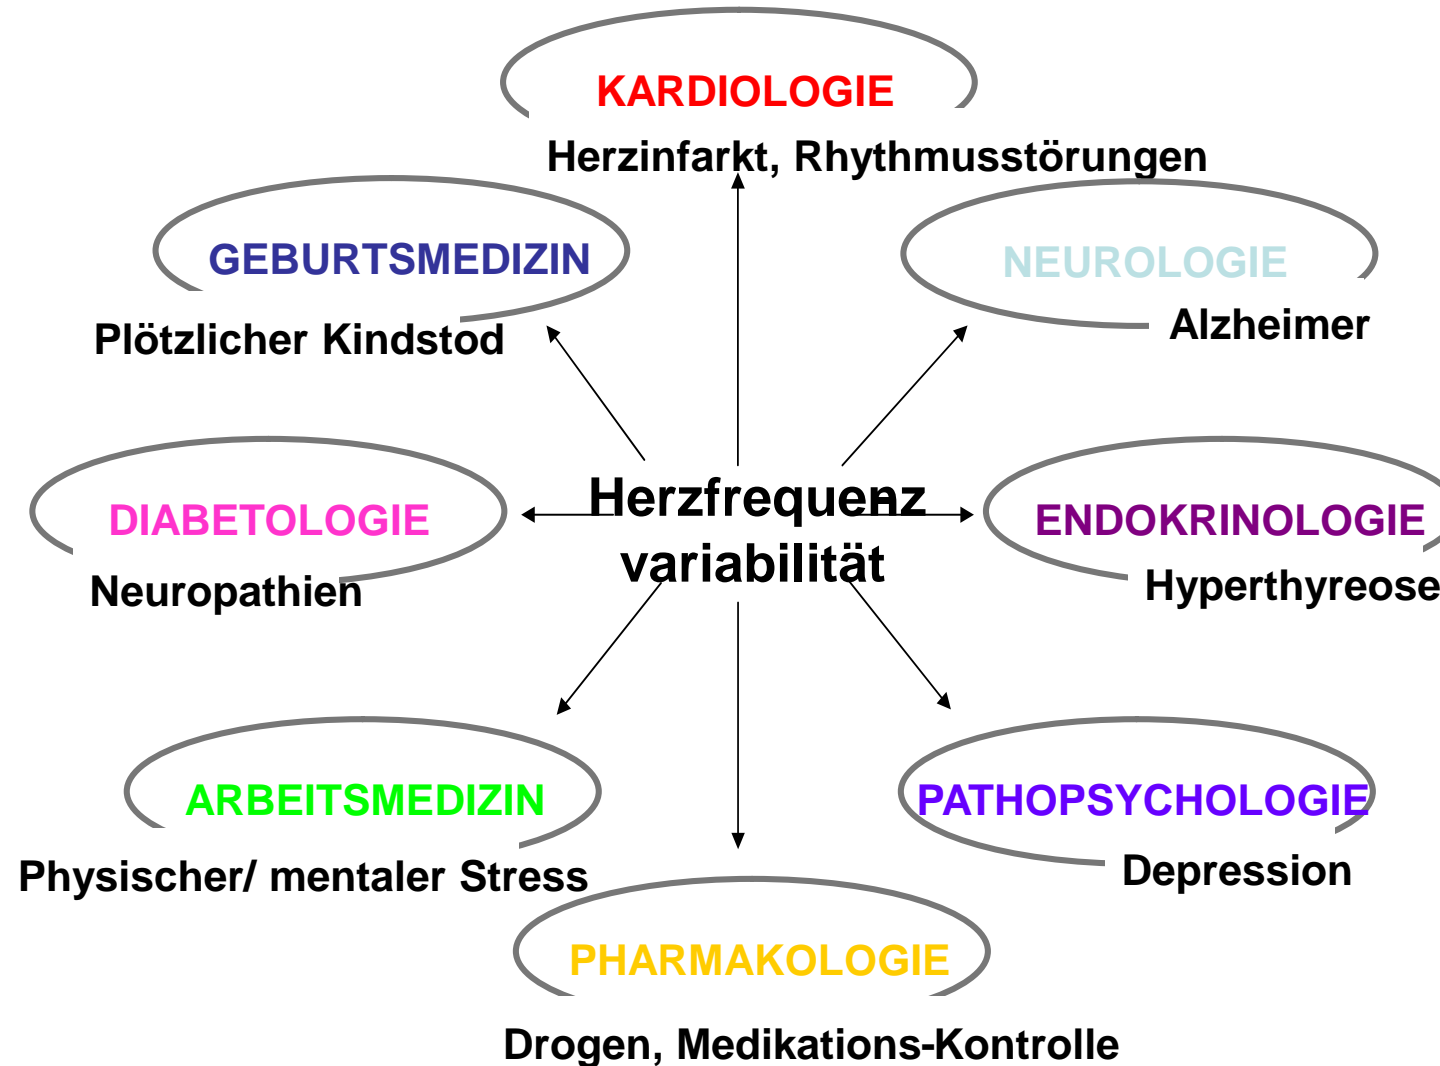 KARDIOLOGIE
Herzinfarkt, Rhythmusstörungen
GEBURTSMEDIZIN
Plötzlicher Kindstod
NEUROLOGIE
Alzheimer
DIABETOLOGIE
Neuropathien
Herzfrequenz-
variabilität
ENDOKRINOLOGIE
Hyperthyreose
ARBEITSMEDIZIN
Physischer/ mentaler Stress
PATHOPSYCHOLOGIE
Depression
PHARMAKOLOGIE
Drogen, Medikations-Kontrolle